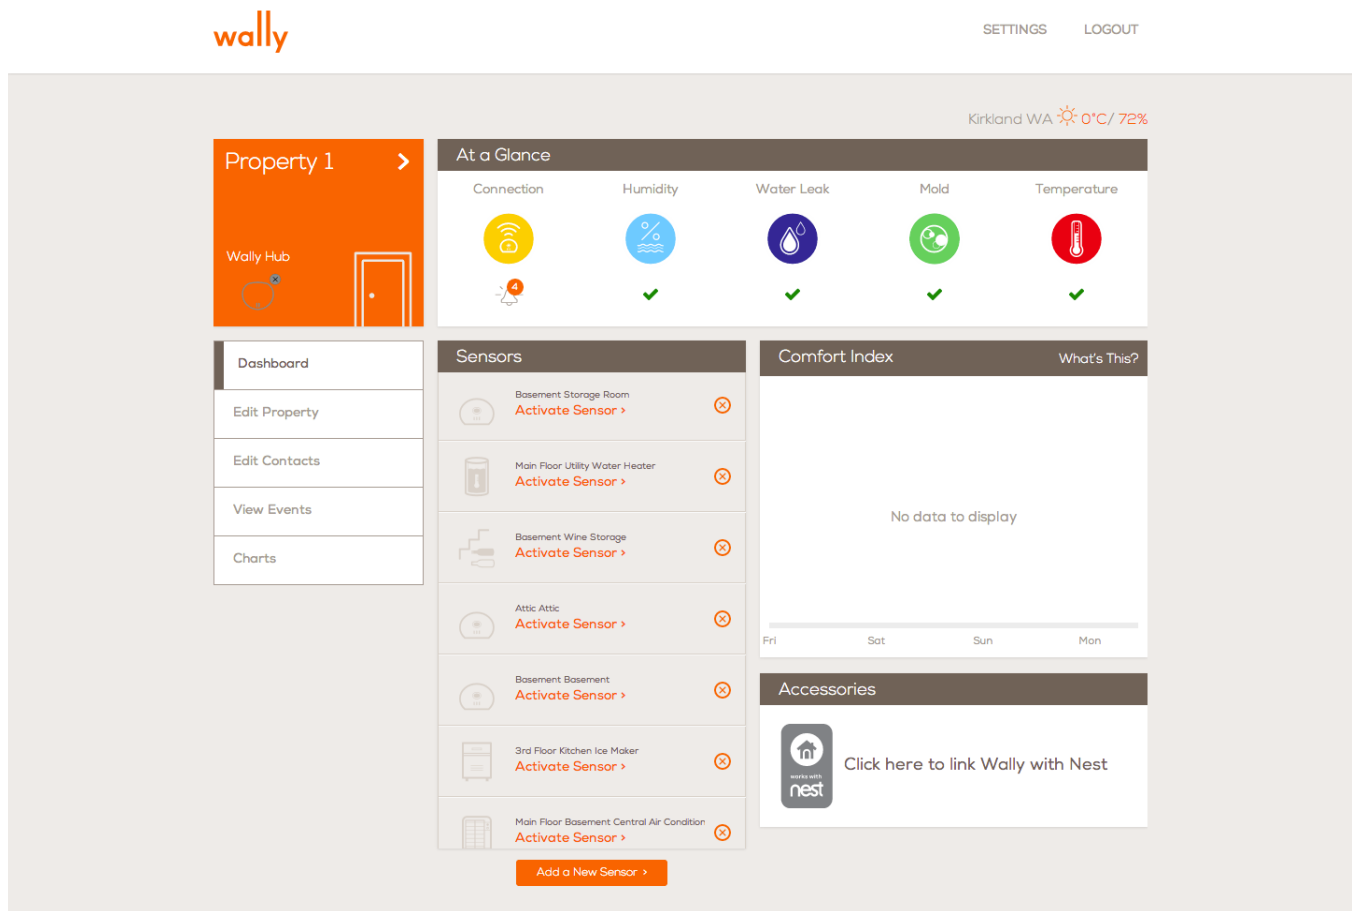 wally
SETTINGS LOGOUT
Kirkland WA 0°C/ 72%
Property 1
Wally Hub
At a Glance
Connection Humidity Water Leak Mold Temperature
4
Dashboard
Edit Property
Edit Contacts
View Events
Charts
Sensors
Basement Storage Room
Activate Sensor ›
Main Floor Utility Water Heater
Activate Sensor ›
Basement Wine Storage
Activate Sensor ›
Attic Attic
Activate Sensor ›
Basement Basement
Activate Sensor ›
3rd Floor Kitchen Ice Maker
Activate Sensor ›
Main Floor Basement Central Air Condition
Activate Sensor ›
Add a New Sensor ›
Comfort Index What's This?
No data to display
Fri Sat Sun Mon
Accessories
works with
nest
Click here to link Wally with Nest